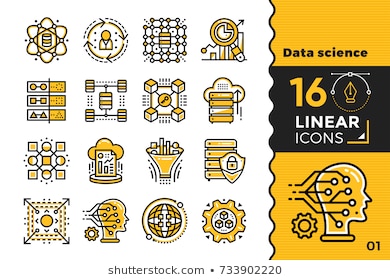 Data science
16
LINEAR
ICONS
01
shutterstock.com • 733902220